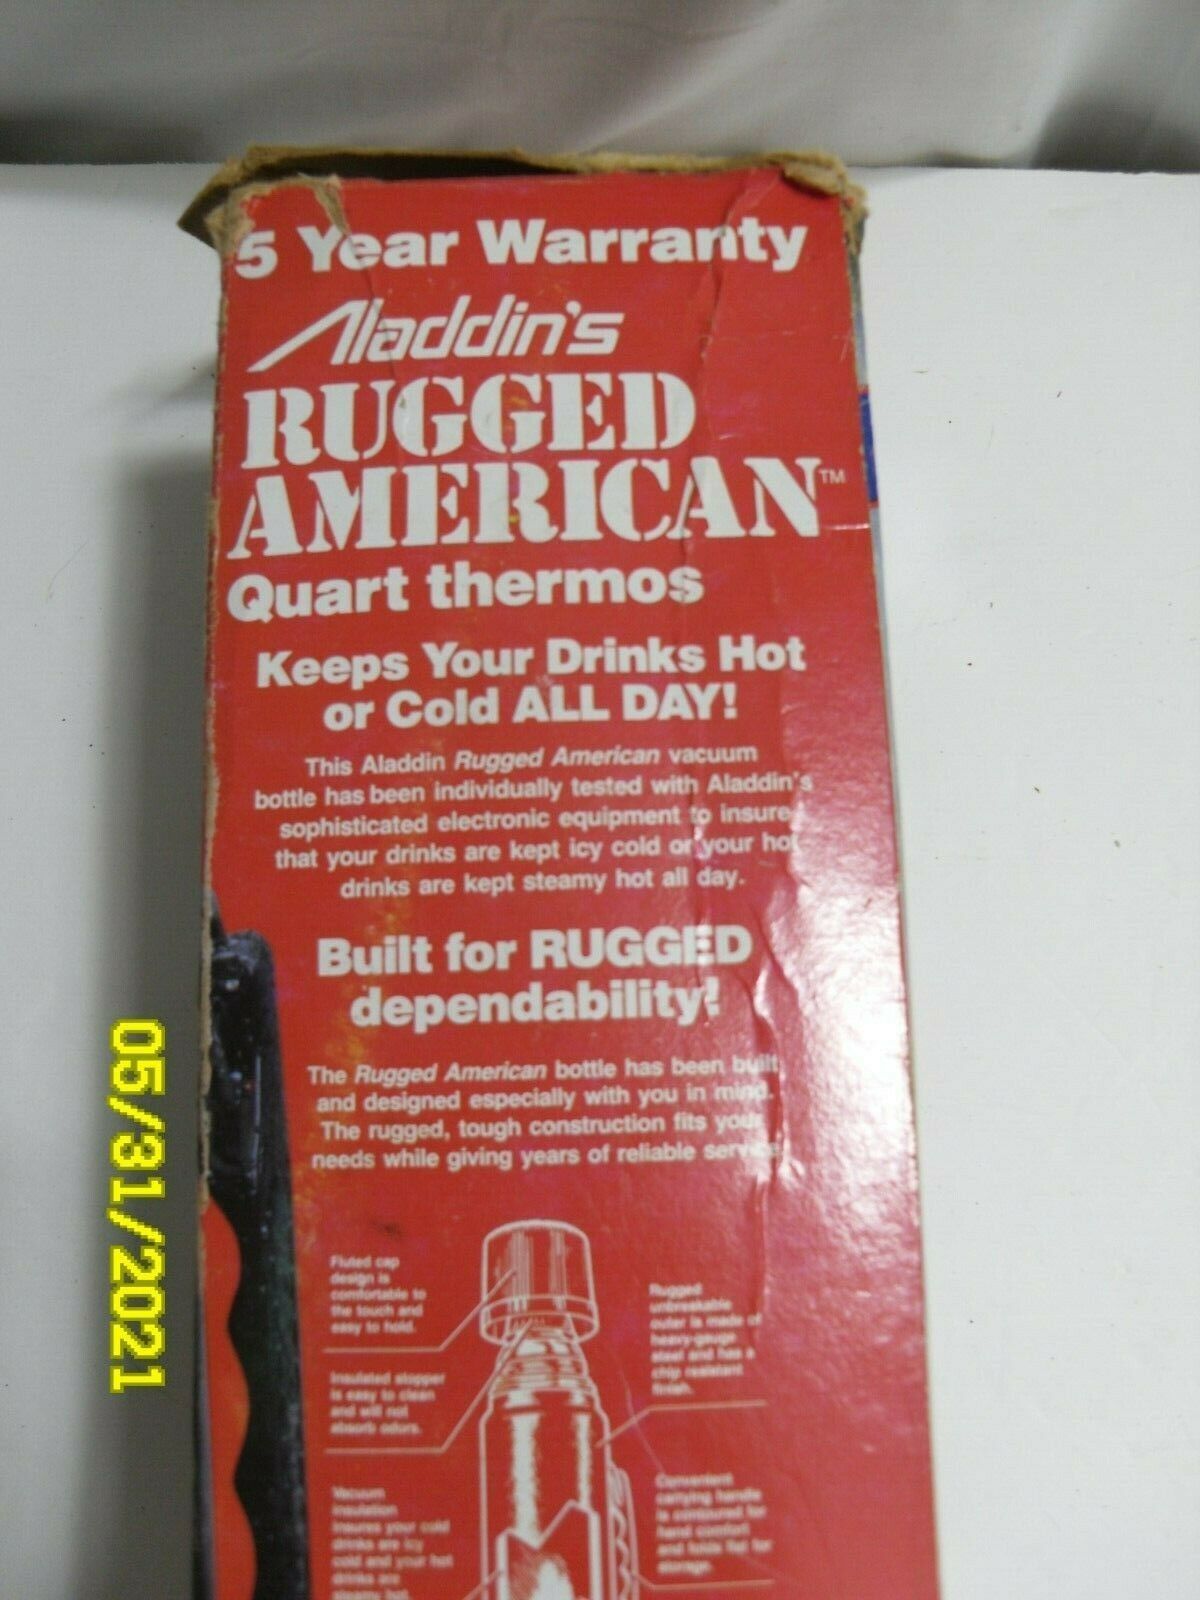 5 Year Warranty
Aladdin's
RUGGED
AMERICAN™
Quart thermos
Keeps Your Drinks Hot
or Cold ALL DAY!
This Aladdin Rugged American vacuum
bottle has been individually tested with Aladdin's
sophisticated electronic equipment to insure
that your drinks are kept icy cold or your hot
drinks are kept steamy hot all day.
Built for RUGGED
dependability!
The Rugged American bottle has been built
and designed especially with you in mind.
The rugged, tough construction fits your
needs while giving years of reliable service
Fluted cap
design is
comfortable to
the touch and
easy to hold.
Rugged
unbreakable
outer is made of
heavy-gauge
steel and has a
chip resistant
finish.
Insulated stopper
is easy to clean
and will not
absorb odors.
Vacuum
insulation
insures your cold
drinks are icy
cold and your hot
drinks are
steamy hot.
Convenient
carrying handle
is contoured for
hand comfort
and folds flat for
storage.
05/31/2021